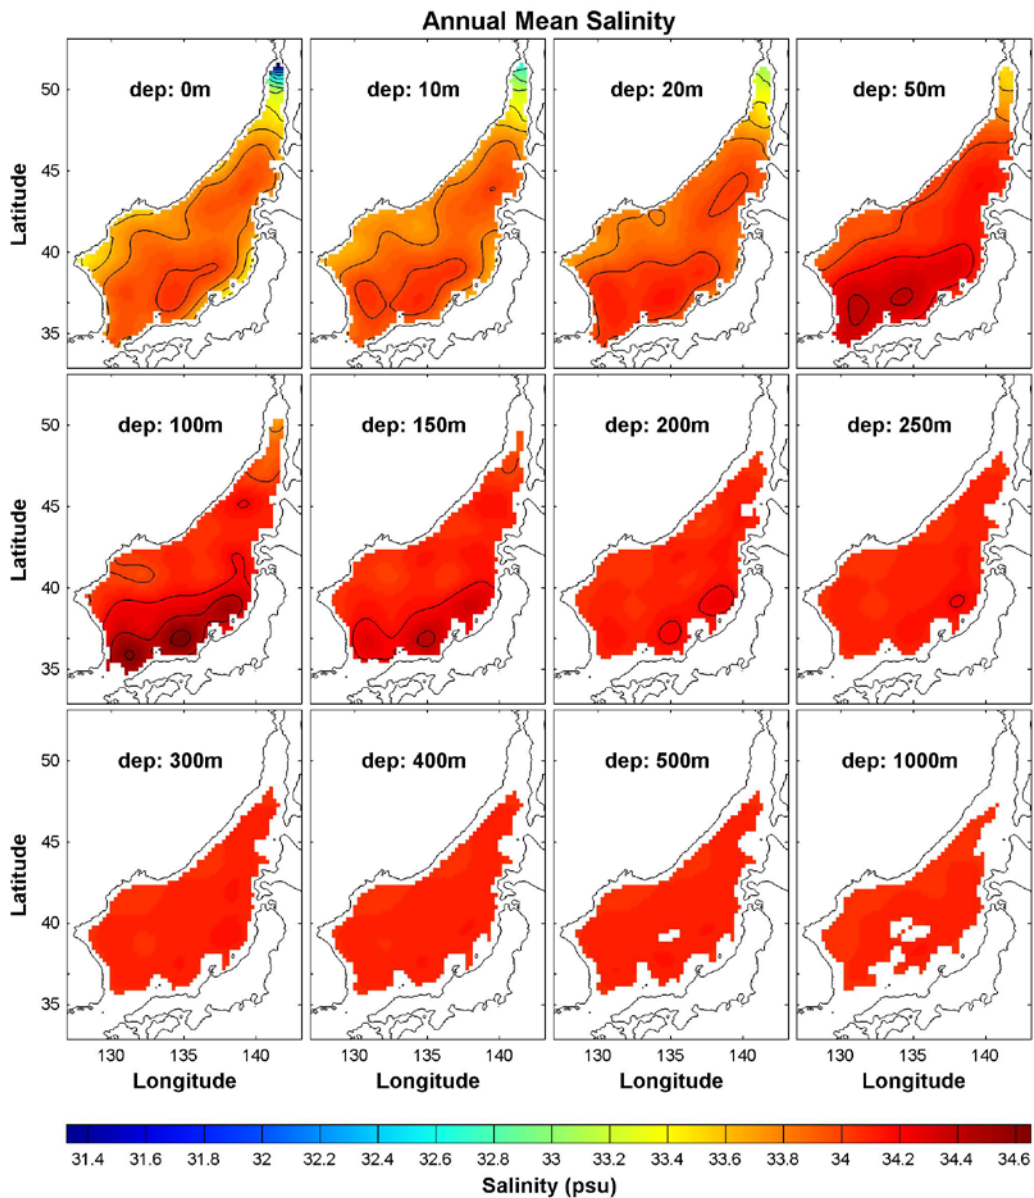 Annual Mean Salinity
dep: 0m
dep: 10m
dep: 20m
dep: 50m
50
45
40
35
Latitude
dep: 100m
dep: 150m
dep: 200m
dep: 250m
50
45
40
35
Latitude
dep: 300m
dep: 400m
dep: 500m
dep: 1000m
50
45
40
35
Latitude
130 135 140 130 135 140 130 135 140 130 135 140
Longitude Longitude Longitude Longitude
31.4 31.6 31.8 32 32.2 32.4 32.6 32.8 33 33.2 33.4 33.6 33.8 34 34.2 34.4 34.6
Salinity (psu)